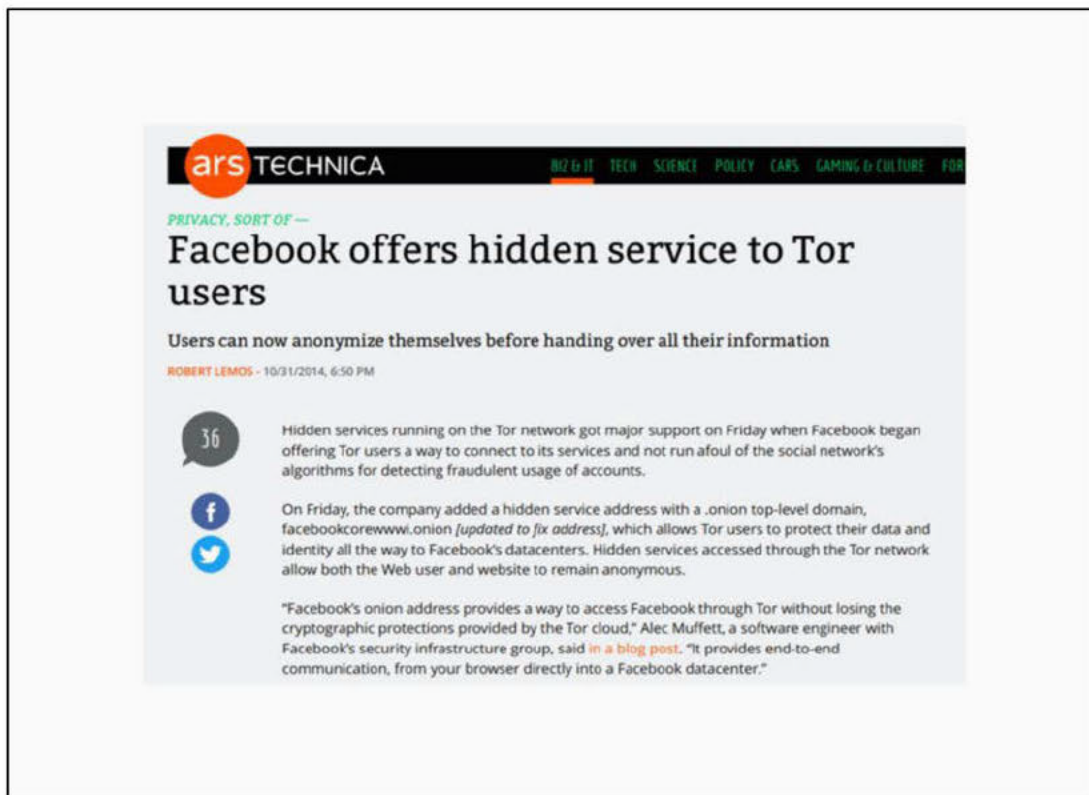 ars TECHNICA
BIZ & IT TECH SCIENCE POLICY CARS GAMING & CULTURE FOR
PRIVACY, SORT OF —
Facebook offers hidden service to Tor
users
Users can now anonymize themselves before handing over all their information
ROBERT LEMOS - 10/31/2014, 6:50 PM
36
Hidden services running on the Tor network got major support on Friday when Facebook began
offering Tor users a way to connect to its services and not run afoul of the social network's
algorithms for detecting fraudulent usage of accounts.
On Friday, the company added a hidden service address with a .onion top-level domain,
facebookcorewwwi.onion [updated to fix address], which allows Tor users to protect their data and
identity all the way to Facebook's datacenters. Hidden services accessed through the Tor network
allow both the Web user and website to remain anonymous.
"Facebook's onion address provides a way to access Facebook through Tor without losing the
cryptographic protections provided by the Tor cloud," Alec Muffett, a software engineer with
Facebook's security infrastructure group, said in a blog post. "It provides end-to-end
communication, from your browser directly into a Facebook datacenter."